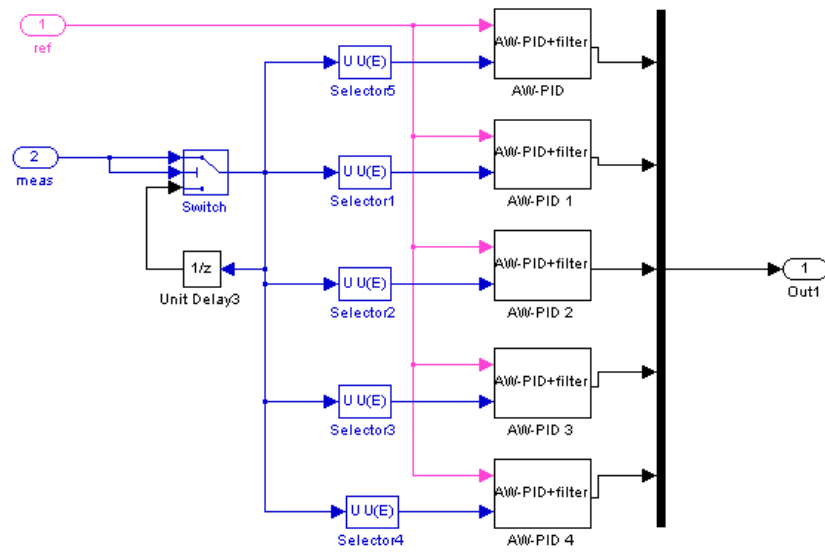 1
ref
AW-PID+filter
AW-PID
U U(E)
Selector5
2
meas
Switch
U U(E)
Selector1
AW-PID+filter
AW-PID 1
1/z
Unit Delay3
U U(E)
Selector2
AW-PID+filter
AW-PID 2
1
Out1
U U(E)
Selector3
AW-PID+filter
AW-PID 3
U U(E)
Selector4
AW-PID+filter
AW-PID 4